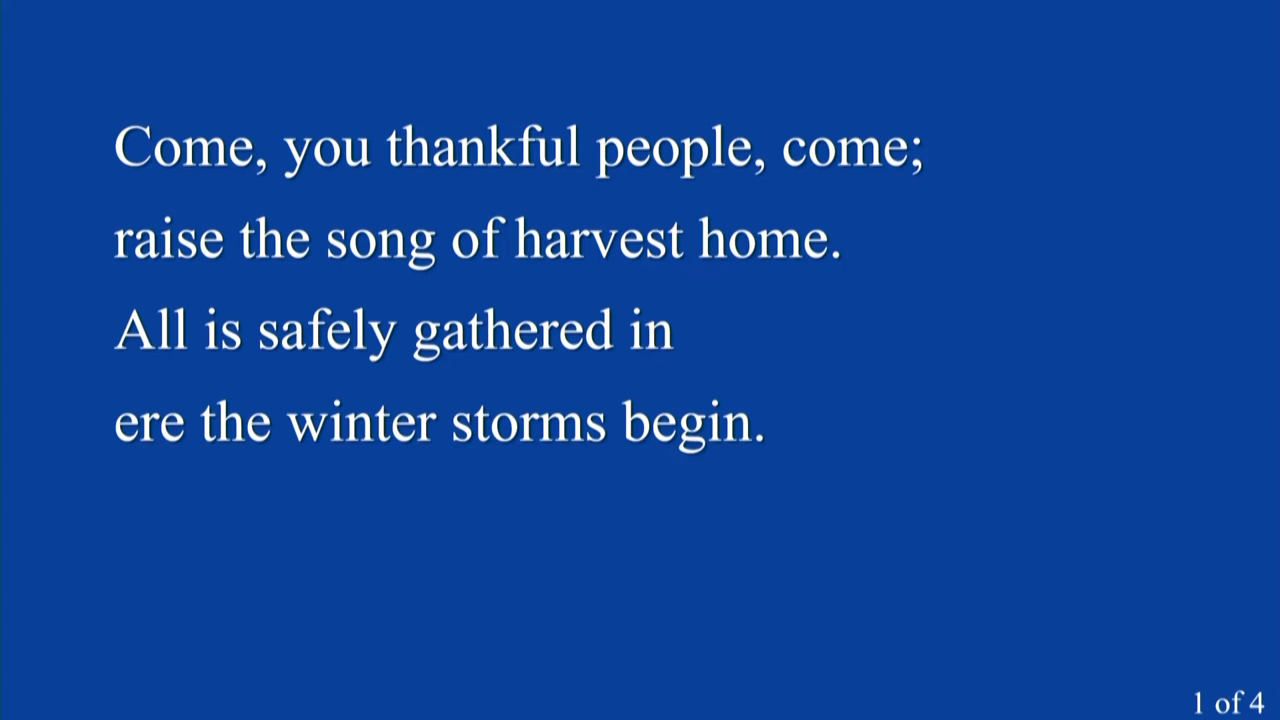 Come, you thankful people, come;
raise the song of harvest home.
All is safely gathered in
ere the winter storms begin.
1 of 4